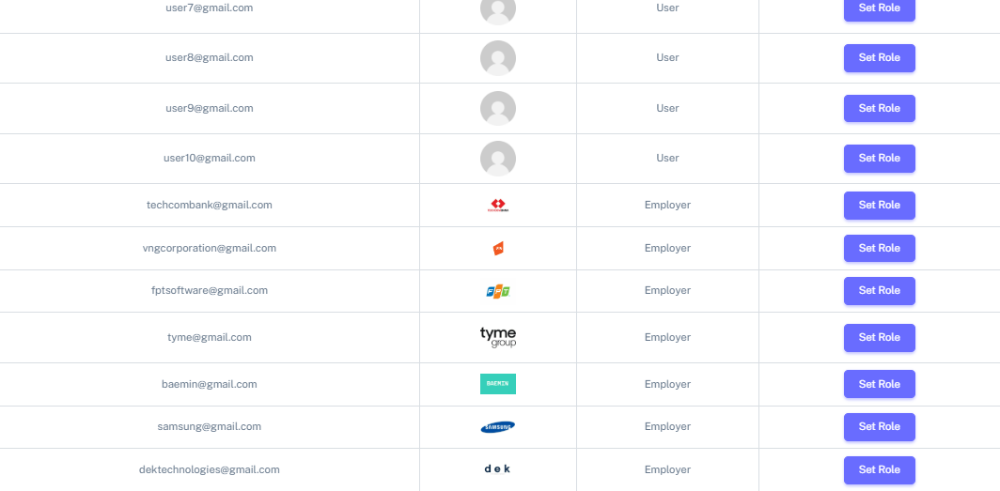 user7@gmail.com User Set Role
user8@gmail.com User Set Role
user9@gmail.com User Set Role
user10@gmail.com User Set Role
techcombank@gmail.com TECHCOMBANK Employer Set Role
vngcorporation@gmail.com Employer Set Role
fptsoftware@gmail.com FPT Employer Set Role
tyme@gmail.com tyme group Employer Set Role
baemin@gmail.com BAEMIN Employer Set Role
samsung@gmail.com SAMSUNG Employer Set Role
dektechnologies@gmail.com dek Employer Set Role